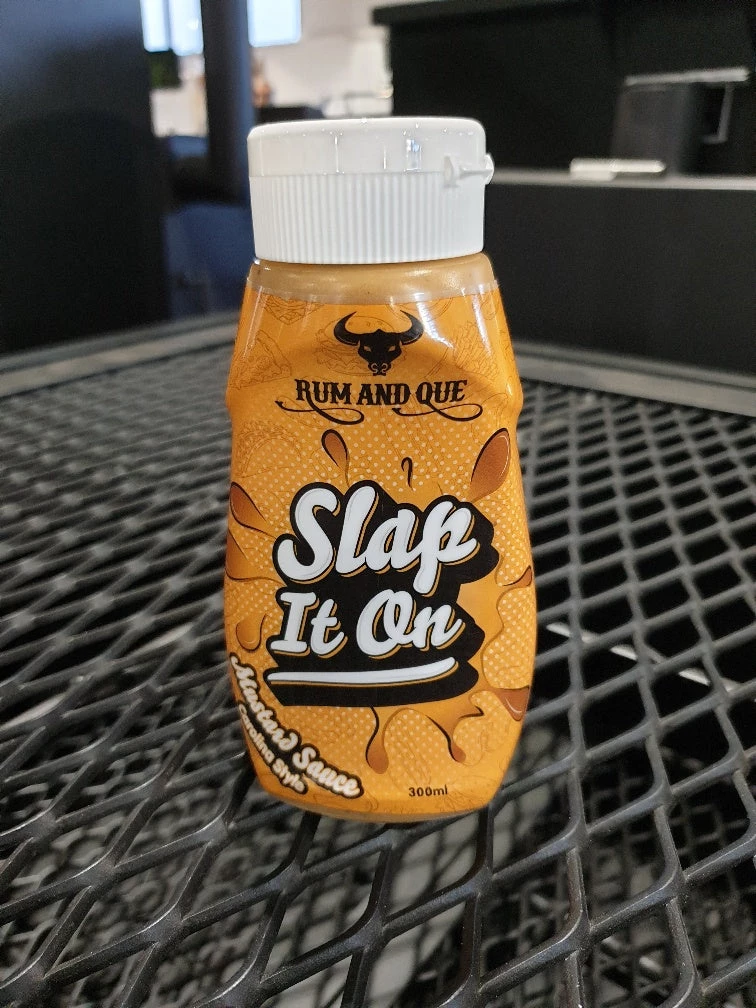 RUM AND QUE
Slap
It On
Mustard Sauce
Carolina Style
300ml